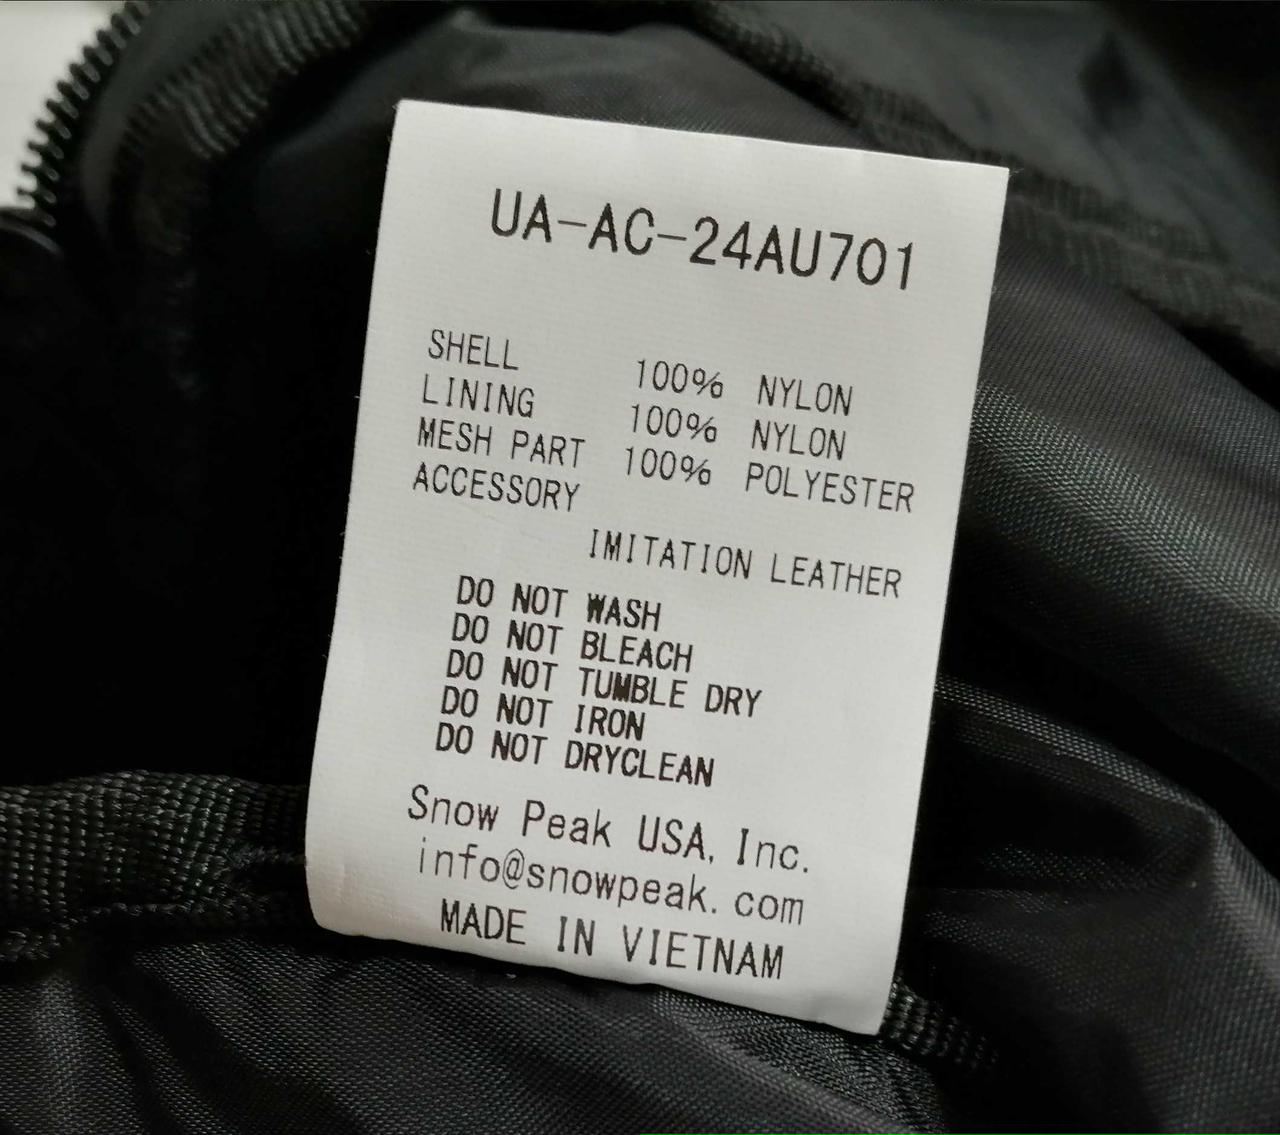 UA-AC-24AU701
SHELL 100% NYLON
LINING 100% NYLON
MESH PART 100% POLYESTER
ACCESSORY
IMITATION LEATHER
DO NOT WASH
DO NOT BLEACH
DO NOT TUMBLE DRY
DO NOT IRON
DO NOT DRYCLEAN
Snow Peak USA, Inc.
info@snowpeak.com
MADE IN VIETNAM